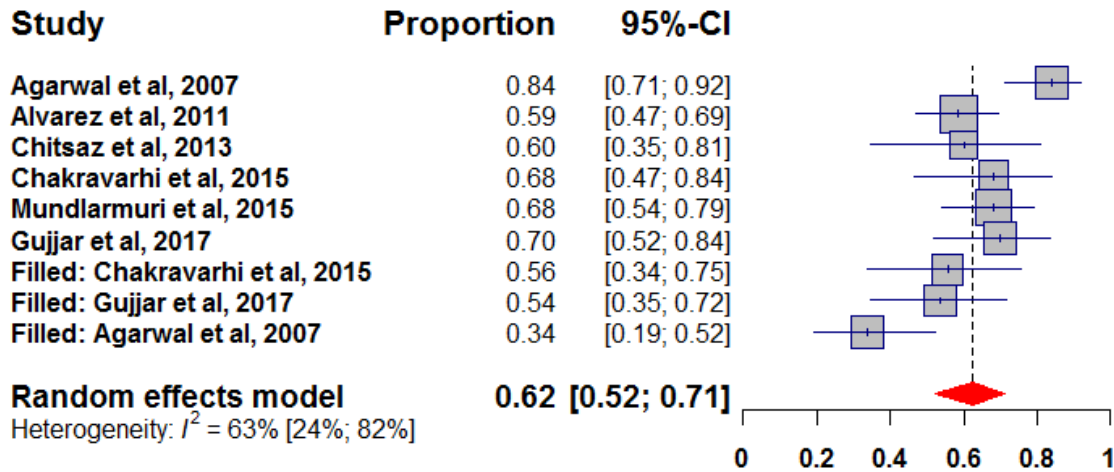 Study Proportion 95%-CI
Agarwal et al, 2007 0.84 [0.71; 0.92]
Alvarez et al, 2011 0.59 [0.47; 0.69]
Chitsaz et al, 2013 0.60 [0.35; 0.81]
Chakravarhi et al, 2015 0.68 [0.47; 0.84]
Mundlarmuri et al, 2015 0.68 [0.54; 0.79]
Gujjar et al, 2017 0.70 [0.52; 0.84]
Filled: Chakravarhi et al, 2015 0.56 [0.34; 0.75]
Filled: Gujjar et al, 2017 0.54 [0.35; 0.72]
Filled: Agarwal et al, 2007 0.34 [0.19; 0.52]
Random effects model 0.62 [0.52; 0.71]
Heterogeneity: I² = 63% [24%; 82%]
0 0.2 0.4 0.6 0.8 1